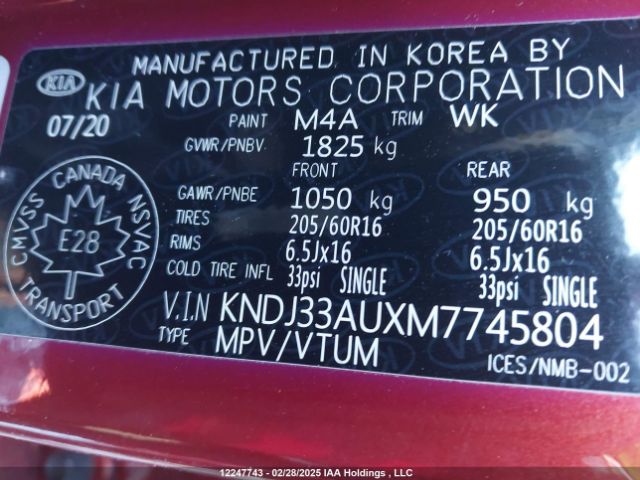 MANUFACTURED IN KOREA BY
KIA KIA MOTORS CORPORATION
07/20 PAINT M4A TRIM WK
GVWR/PNBV 1825 kg
FRONT REAR
GAWR/PNBE 1050 kg 950 kg
TIRES 205/60R16 205/60R16
RIMS 6.5Jx16 6.5Jx16
COLD TIRE INFL 33psi SINGLE 33psi SINGLE
V.I.N KNDJ33AUXM7745804
TYPE MPV/VTUM
ICES/NMB-002
CMVSS CANADA NSVAC
E28
TRANSPORT
12247743 - 02/28/2025 IAA Holdings , LLC